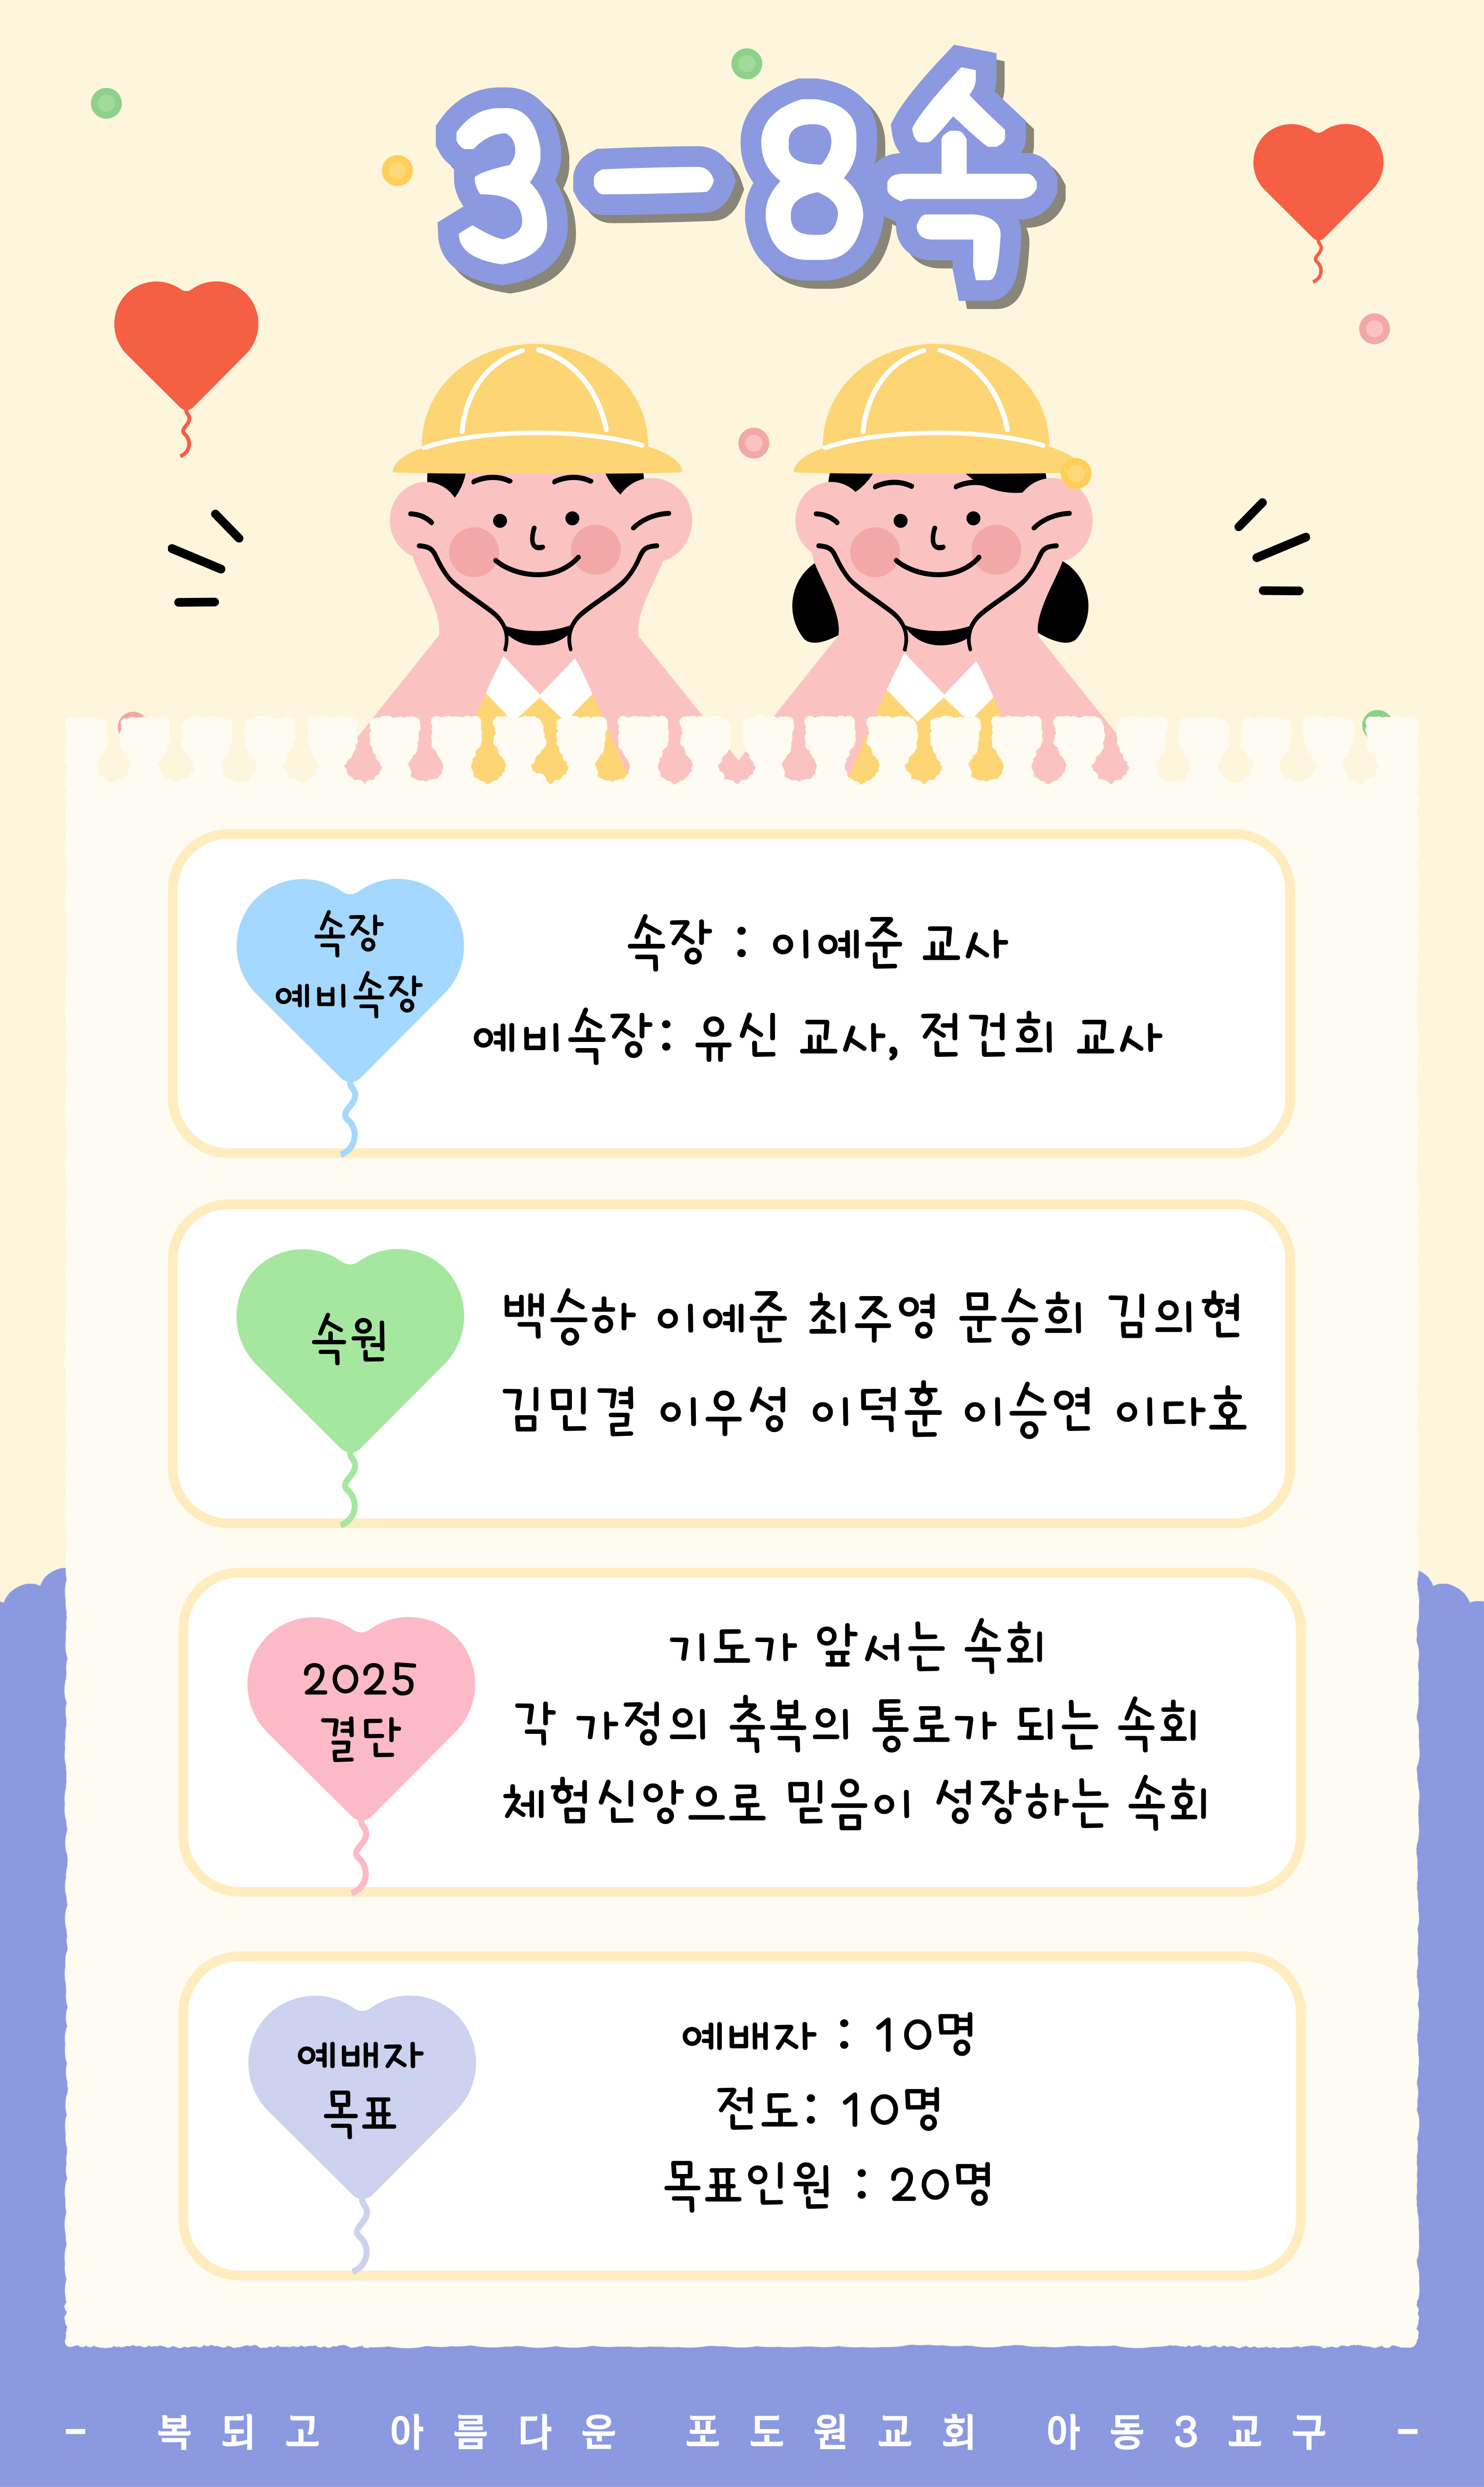 3-8속
속장
예비속장
속장 : 이예준 교사
예비속장: 유신 교사, 전건희 교사
속원
백승하 이예준 최주영 문승희 김의현
김민결 이우성 이덕훈 이승연 이다호
2025
결단
기도가 앞서는 속회
각 가정의 축복의 통로가 되는 속회
체험신앙으로 믿음이 성장하는 속회
예배자
목표
예배자 : 10명
전도: 10명
목표인원 : 20명
- 복되고 아름다운 포도원교회 아동3교구 -